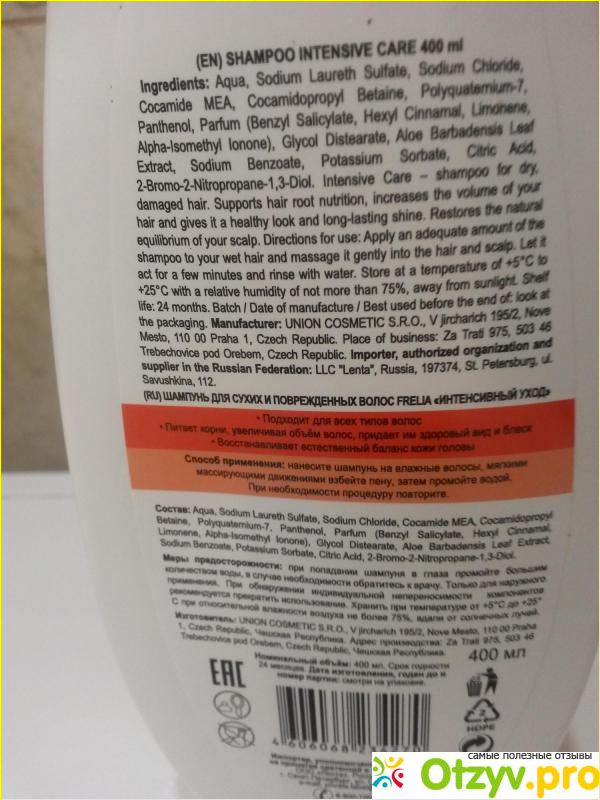 (EN) SHAMPOO INTENSIVE CARE 400 ml
Ingredients: Aqua, Sodium Laureth Sulfate, Sodium Chloride,
Cocamide MEA, Cocamidopropyl Betaine, Polyquaternium-7,
Panthenol, Parfum (Benzyl Salicylate, Hexyl Cinnamal, Limonene,
Alpha-Isomethyl Ionone), Glycol Distearate, Aloe Barbadensis Leaf
Extract, Sodium Benzoate, Potassium Sorbate, Citric Acid,
2-Bromo-2-Nitropropane-1,3-Diol. Intensive Care – shampoo for dry,
damaged hair. Supports hair root nutrition, increases the volume of your
hair and gives it a healthy look and long-lasting shine. Restores the natural
equilibrium of your scalp. Directions for use: Apply an adequate amount of the
shampoo to your wet hair and massage it gently into the hair and scalp. Let it
act for a few minutes and rinse with water. Store at a temperature of +5°C to
+25°C with a relative humidity of not more than 75%, away from sunlight. Shelf
life: 24 months. Batch / Date of manufacture / Best used before the end of: look at
the packaging. Manufacturer: UNION COSMETIC S.R.O., V jircharich 195/2, Nove
Mesto, 110 00 Praha 1, Czech Republic. Place of business: Za Trati 975, 503 46
Trebechovice pod Orebem, Czech Republic. Importer, authorized organization and
supplier in the Russian Federation: LLC "Lenta", Russia, 197374, St. Petersburg, ul.
Savushkina, 112.
(RU) ШАМПУНЬ ДЛЯ СУХИХ И ПОВРЕЖДЕННЫХ ВОЛОС FRELIA «ИНТЕНСИВНЫЙ УХОД»
• Подходит для всех типов волос
• Питает корни, увеличивая объём волос, придает им здоровый вид и блеск
• Восстанавливает естественный баланс кожи головы
Способ применения: нанесите шампунь на влажные волосы, мягкими
массирующими движениями взбейте пену, затем промойте водой.
При необходимости процедуру повторите.
Состав: Aqua, Sodium Laureth Sulfate, Sodium Chloride, Cocamide MEA, Cocamidopropyl
Betaine, Polyquaternium-7, Panthenol, Parfum (Benzyl Salicylate, Hexyl Cinnamal,
Limonene, Alpha-Isomethyl Ionone), Glycol Distearate, Aloe Barbadensis Leaf Extract,
Sodium Benzoate, Potassium Sorbate, Citric Acid, 2-Bromo-2-Nitropropane-1,3-Diol.
Меры предосторожности: при попадании шампуня в глаза промойте большим
количеством воды, в случае необходимости обратитесь к врачу. Только для наружного
применения. При обнаружении индивидуальной непереносимости компонентов
рекомендуется прекратить использование. Хранить при температуре от +5°C до +25°
С при относительной влажности воздуха не более 75%, вдали от солнечных лучей.
Изготовитель: UNION COSMETIC S.R.O., V jircharich 195/2, Nove Mesto, 110 00 Praha
1, Czech Republic, Чешская Республика. Адрес производства: Za Trati 975, 503 46
Trebechovice pod Orebem, Czech Republic, Чешская Республика.
Номинальный объём: 400 мл. Срок годности
24 месяцев. Дата изготовления, годен до и
номер партии: смотри на упаковке.
400 МЛ
EAC
2
HDPE
4 606068
самые полезные отзывы
Otzyv.pro